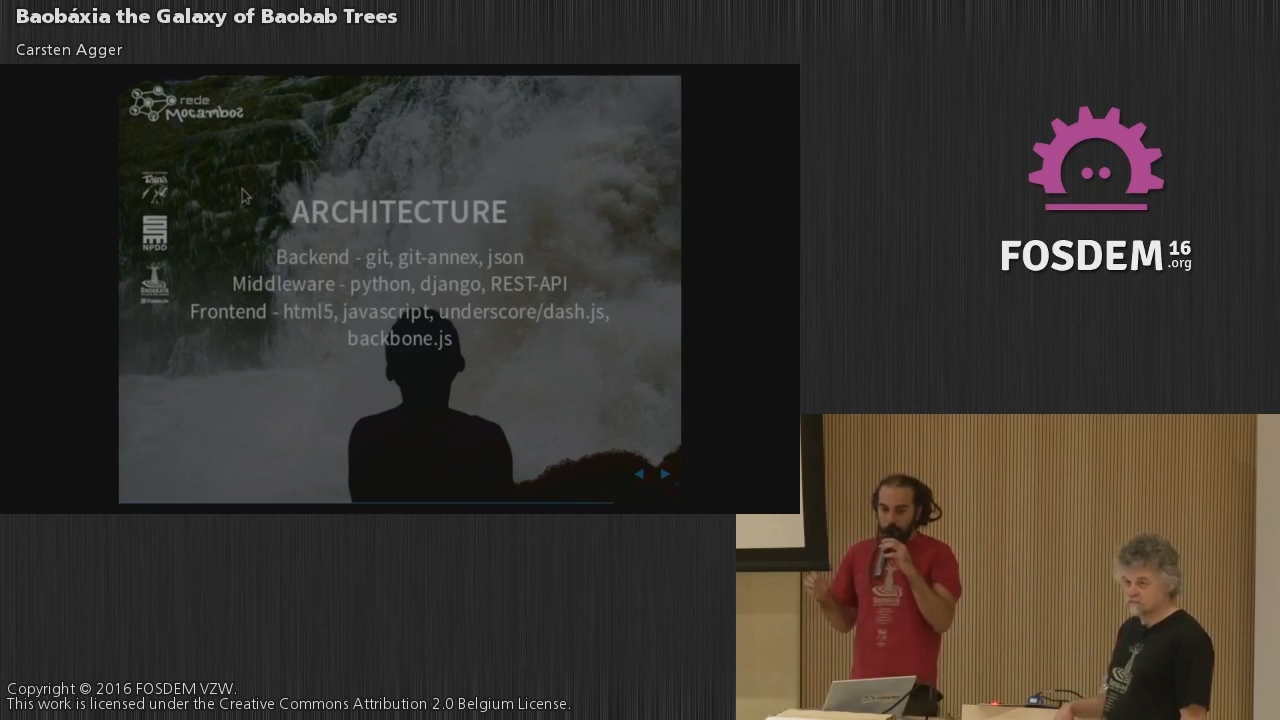 Baobáxia the Galaxy of Baobab Trees
Carsten Agger
rede
Mocambos
Taina
NPDD
ARCHITECTURE
Backend - git, git-annex, json
Middleware - python, django, REST-API
Frontend - html5, javascript, underscore/dash.js,
backbone.js
FOSDEM 16
.org
Copyright © 2016 FOSDEM VZW.
This work is licensed under the Creative Commons Attribution 2.0 Belgium License.